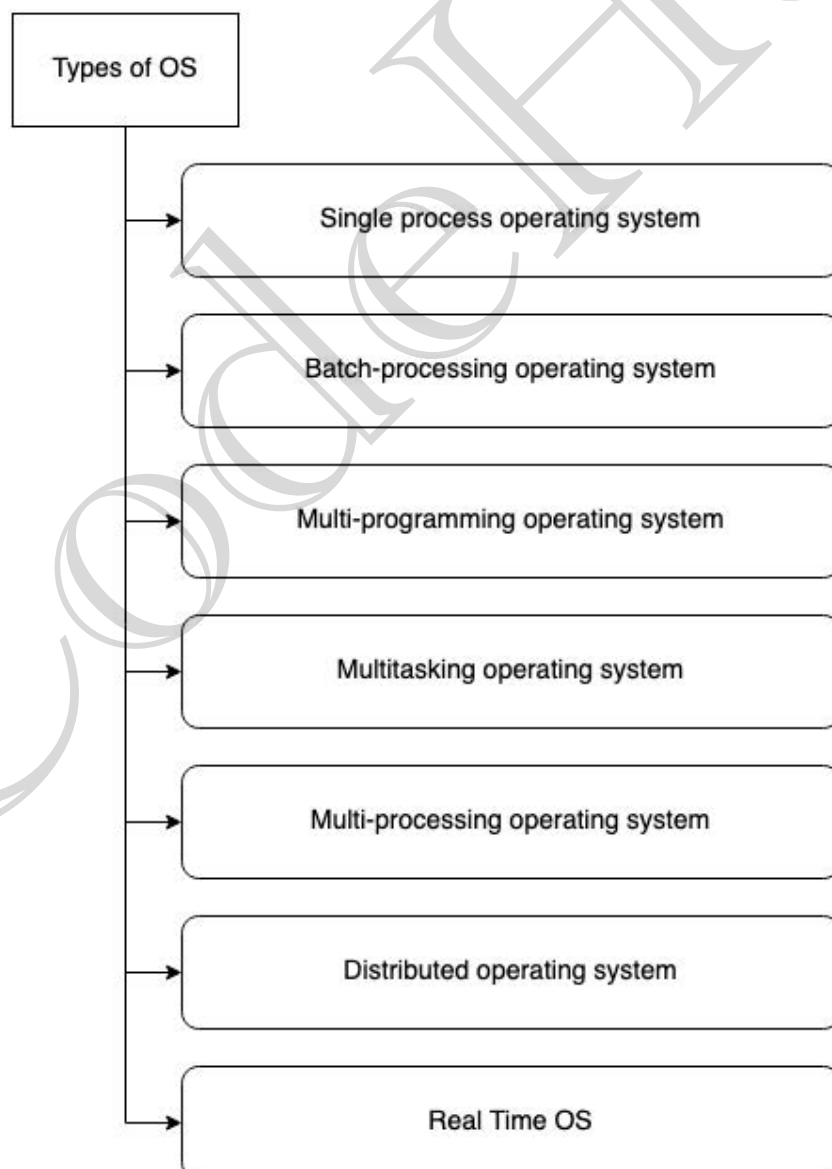 Types of OS
Single process operating system
Batch-processing operating system
Multi-programming operating system
Multitasking operating system
Multi-processing operating system
Distributed operating system
Real Time OS
CodeH